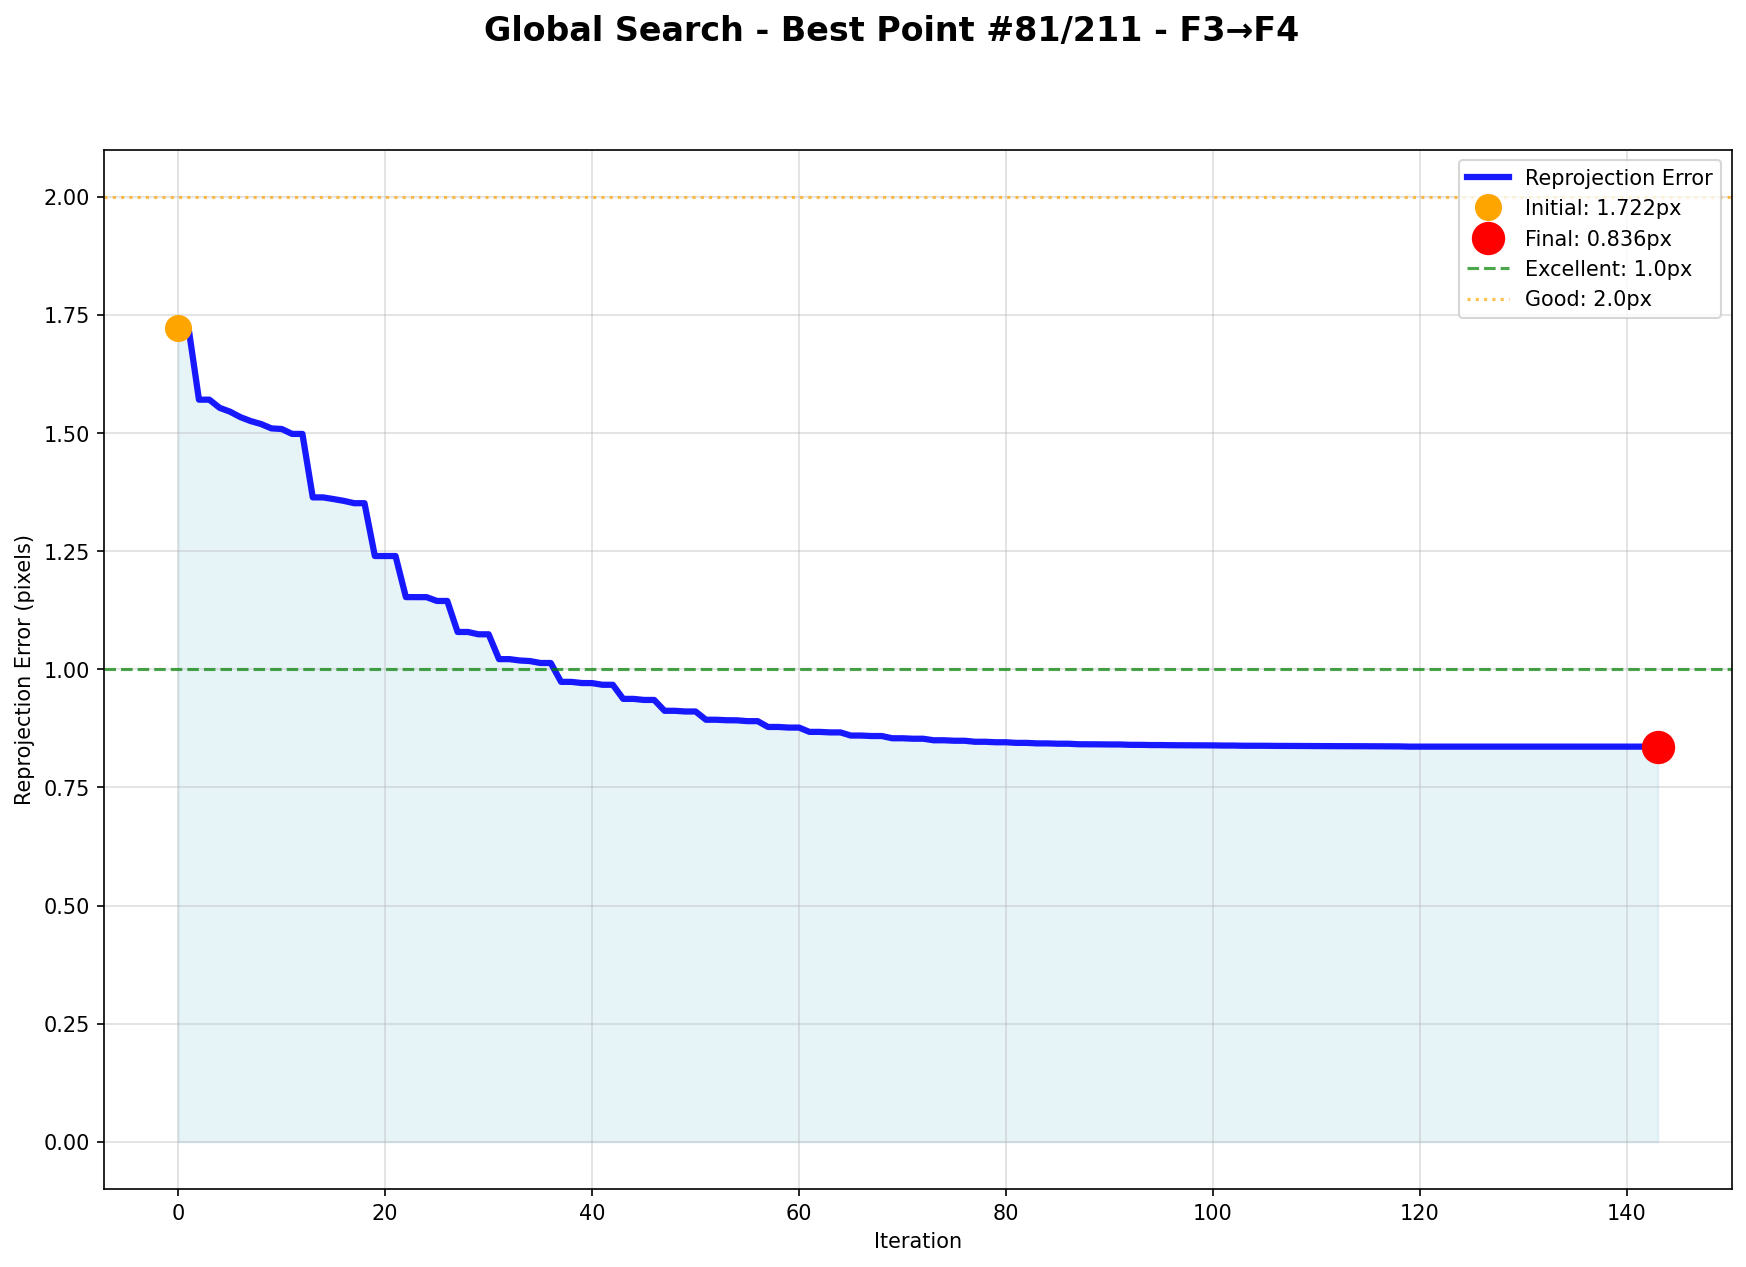 Global Search - Best Point #81/211 - F3→F4
Reprojection Error
Initial: 1.722px
Final: 0.836px
Excellent: 1.0px
Good: 2.0px
Reprojection Error (pixels)
2.00
1.75
1.50
1.25
1.00
0.75
0.50
0.25
0.00
0 20 40 60 80 100 120 140
Iteration